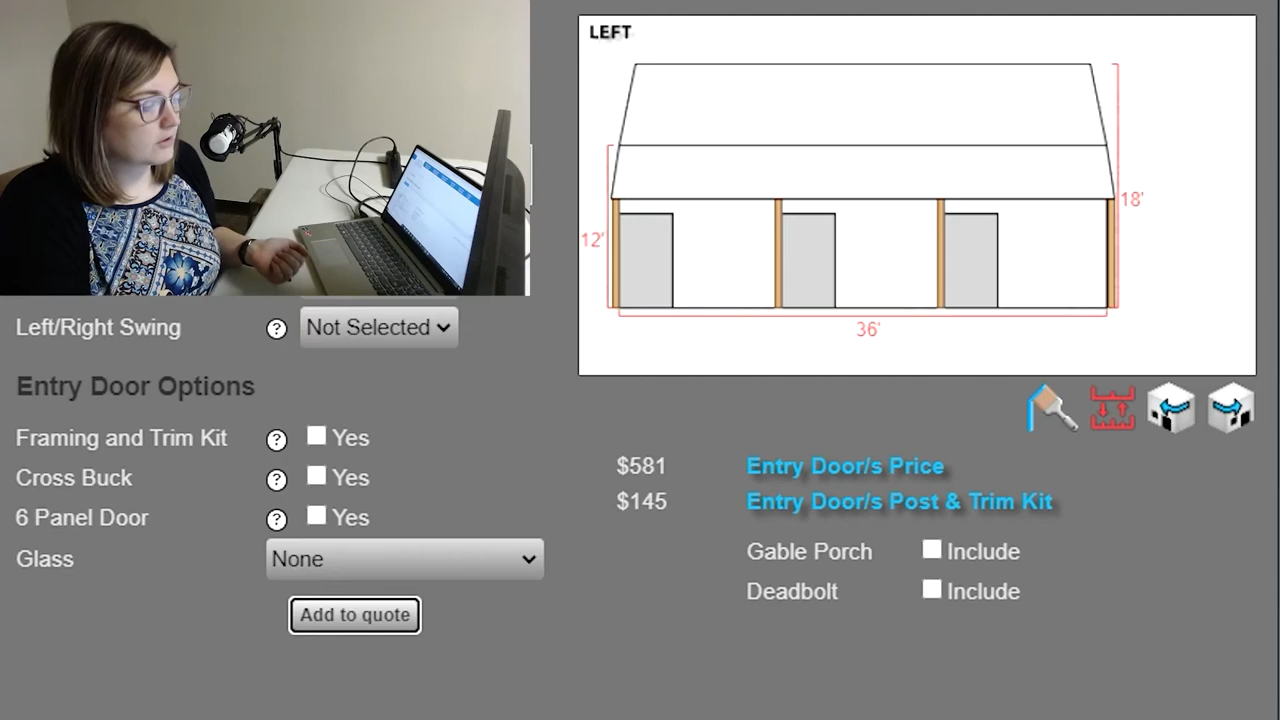 LEFT
12'
18'
36'
Left/Right Swing ? Not Selected
Entry Door Options
Framing and Trim Kit ? Yes
Cross Buck ? Yes
6 Panel Door ? Yes
Glass None
Add to quote
$581 Entry Door/s Price
$145 Entry Door/s Post & Trim Kit
Gable Porch Include
Deadbolt Include